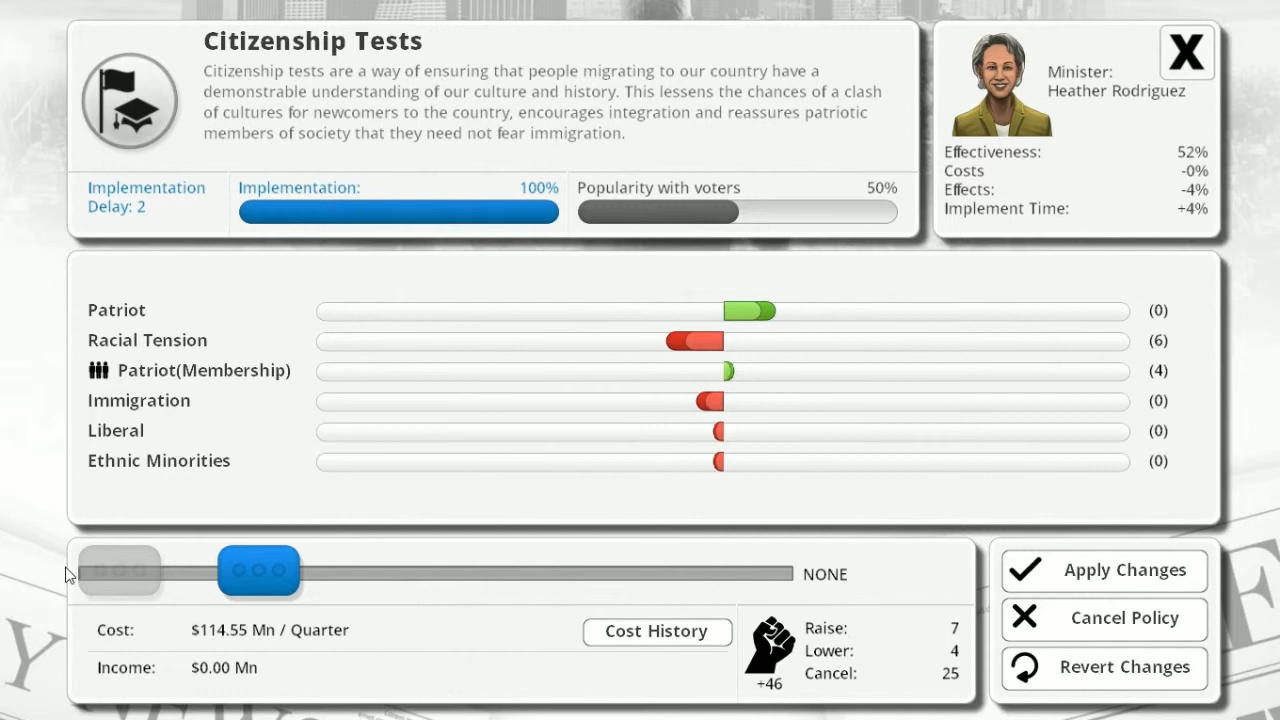 Citizenship Tests
Citizenship tests are a way of ensuring that people migrating to our country have a
demonstrable understanding of our culture and history. This lessens the chances of a clash
of cultures for newcomers to the country, encourages integration and reassures patriotic
members of society that they need not fear immigration.
Implementation
Delay: 2
Implementation: 100%
Popularity with voters 50%
X
Minister:
Heather Rodriguez
Effectiveness: 52%
Costs -0%
Effects: -4%
Implement Time: +4%
Patriot (0)
Racial Tension (6)
Patriot(Membership) (4)
Immigration (0)
Liberal (0)
Ethnic Minorities (0)
NONE
Cost: $114.55 Mn / Quarter
Cost History
Income: $0.00 Mn
+46
Raise: 7
Lower: 4
Cancel: 25
Apply Changes
Cancel Policy
Revert Changes